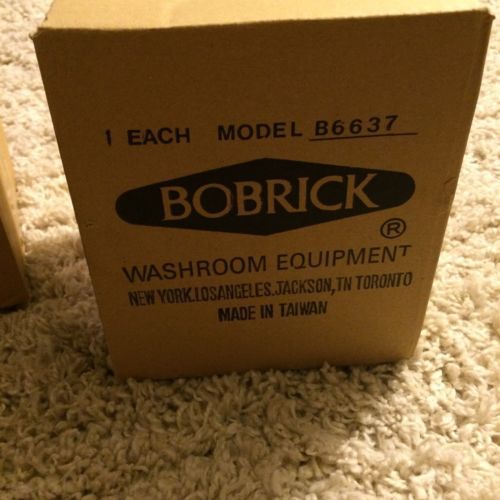 1 EACH MODEL B6637
BOBRICK
®
WASHROOM EQUIPMENT
NEW YORK.LOSANGELES.JACKSON,TN TORONTO
MADE IN TAIWAN